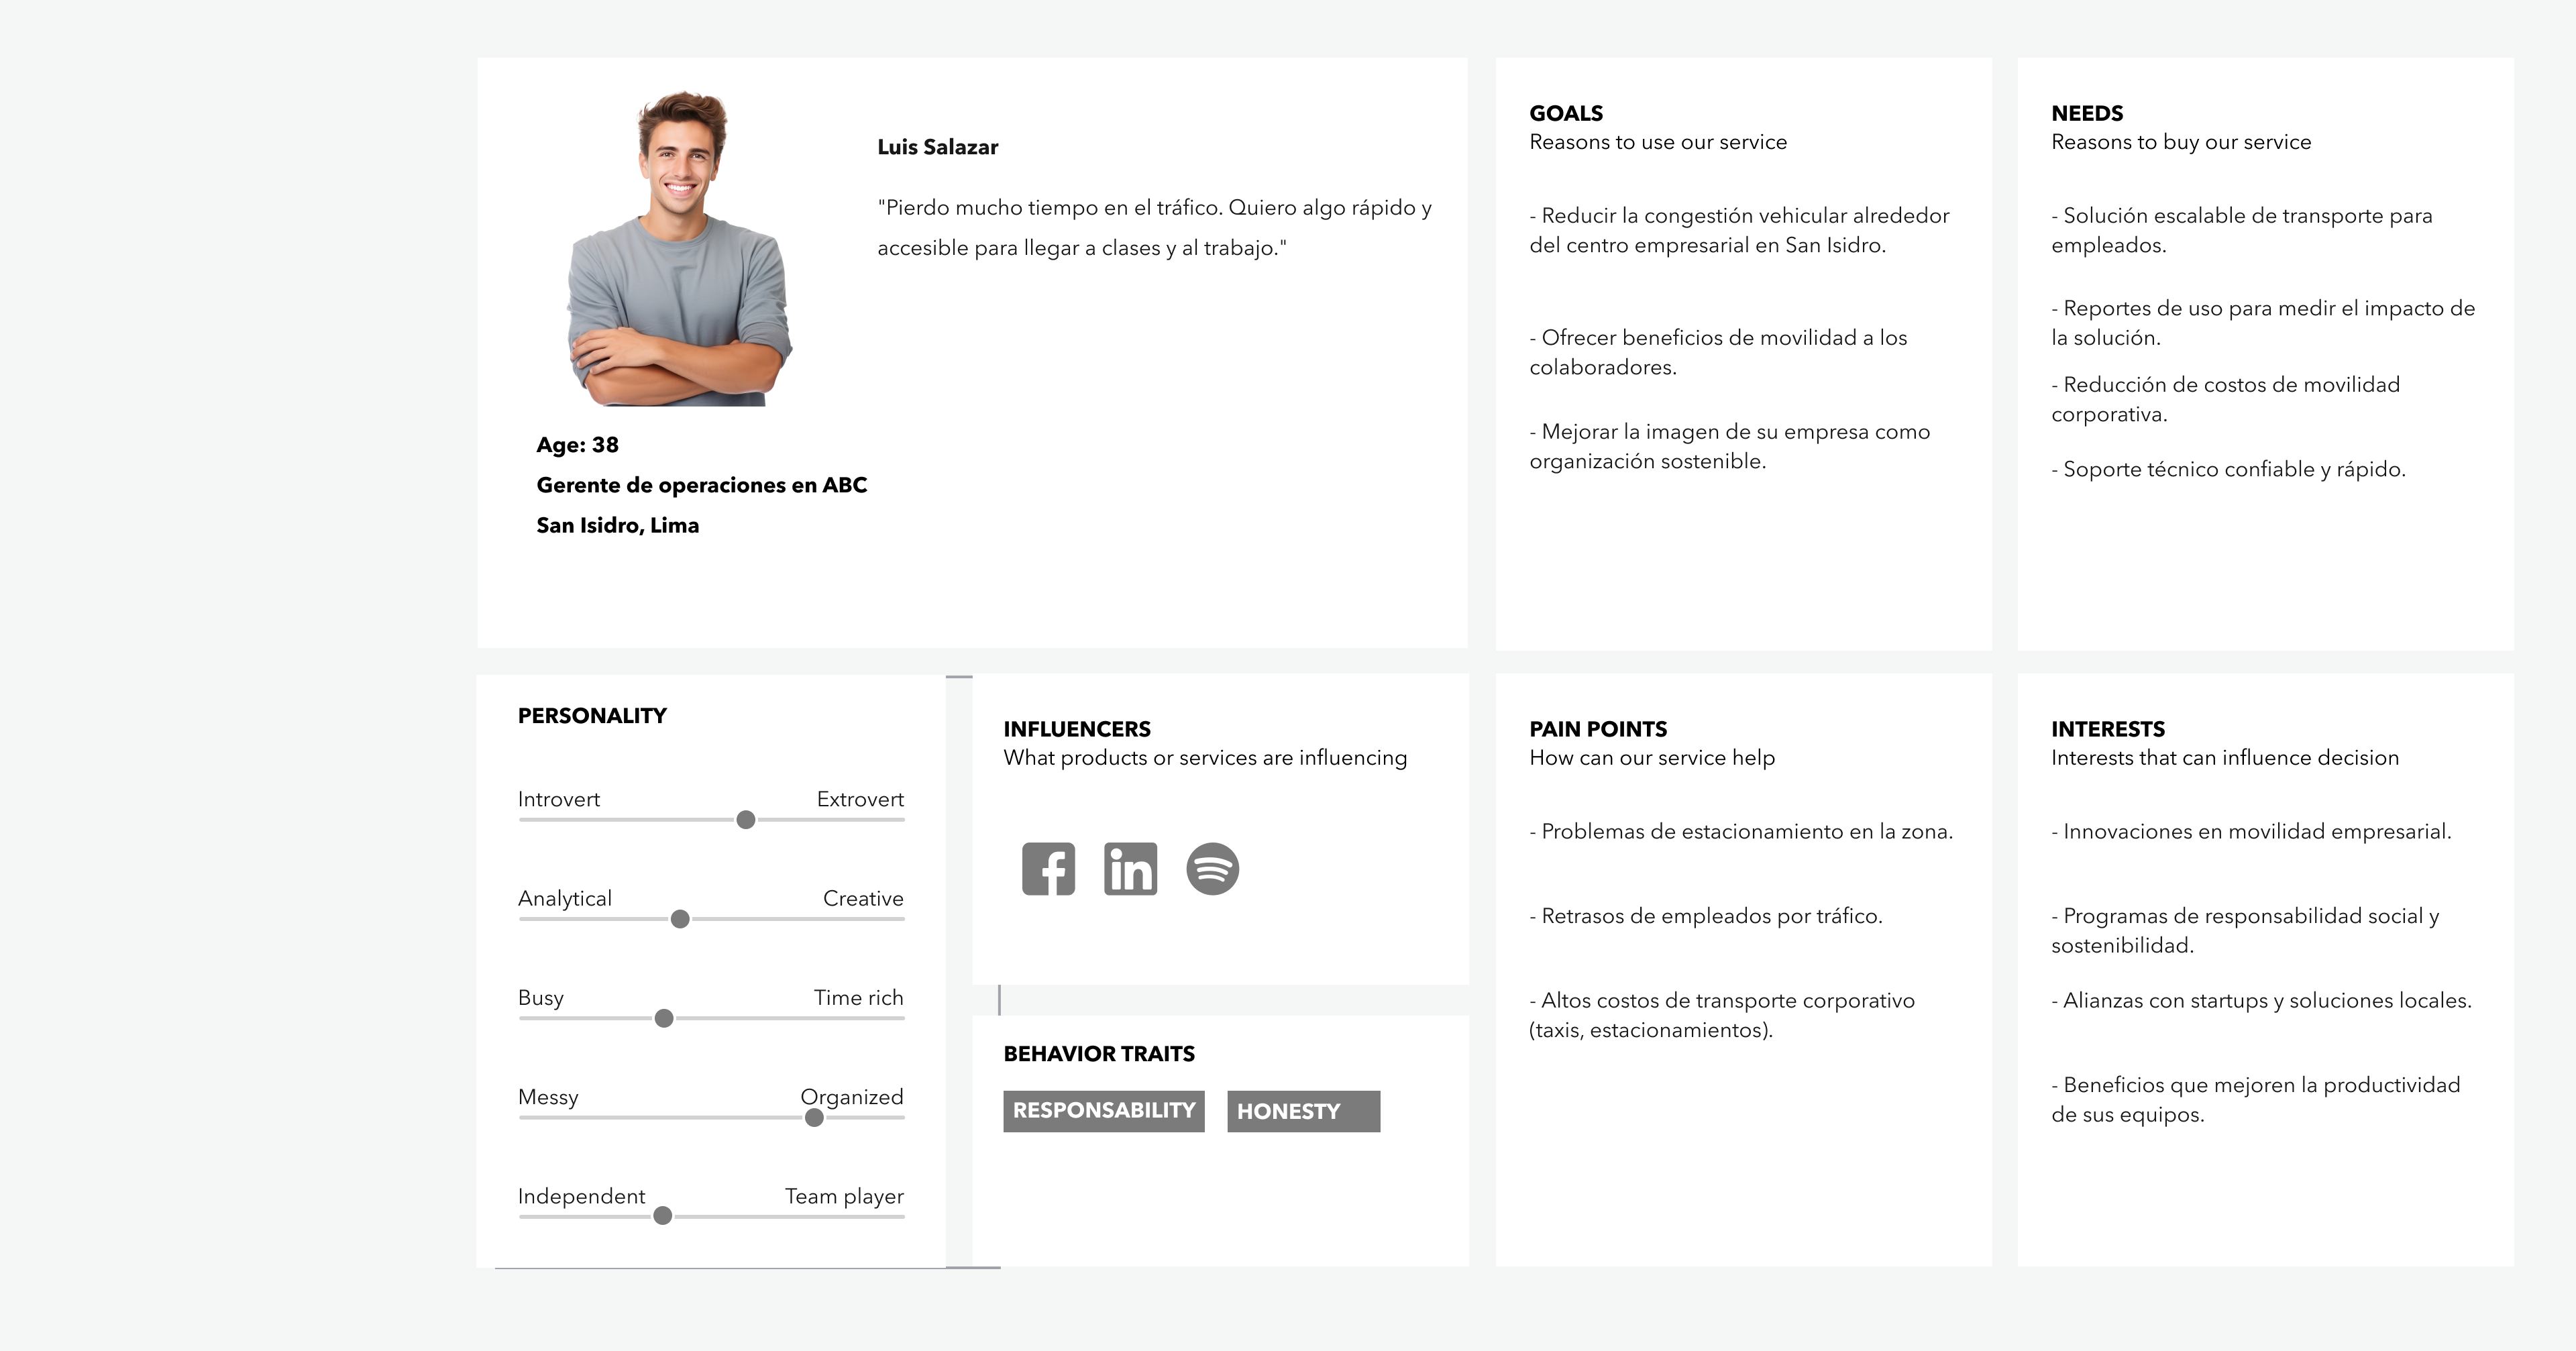 Luis Salazar
"Pierdo mucho tiempo en el tráfico. Quiero algo rápido y
accesible para llegar a clases y al trabajo."
Age: 38
Gerente de operaciones en ABC
San Isidro, Lima
GOALS
Reasons to use our service
- Reducir la congestión vehicular alrededor
del centro empresarial en San Isidro.
- Ofrecer beneficios de movilidad a los
colaboradores.
- Mejorar la imagen de su empresa como
organización sostenible.
NEEDS
Reasons to buy our service
- Solución escalable de transporte para
empleados.
- Reportes de uso para medir el impacto de
la solución.
- Reducción de costos de movilidad
corporativa.
- Soporte técnico confiable y rápido.
PERSONALITY
Introvert Extrovert
Analytical Creative
Busy Time rich
Messy Organized
Independent Team player
INFLUENCERS
What products or services are influencing
in
BEHAVIOR TRAITS
RESPONSABILITY HONESTY
PAIN POINTS
How can our service help
- Problemas de estacionamiento en la zona.
- Retrasos de empleados por tráfico.
- Altos costos de transporte corporativo
(taxis, estacionamientos).
INTERESTS
Interests that can influence decision
- Innovaciones en movilidad empresarial.
- Programas de responsabilidad social y
sostenibilidad.
- Alianzas con startups y soluciones locales.
- Beneficios que mejoren la productividad
de sus equipos.